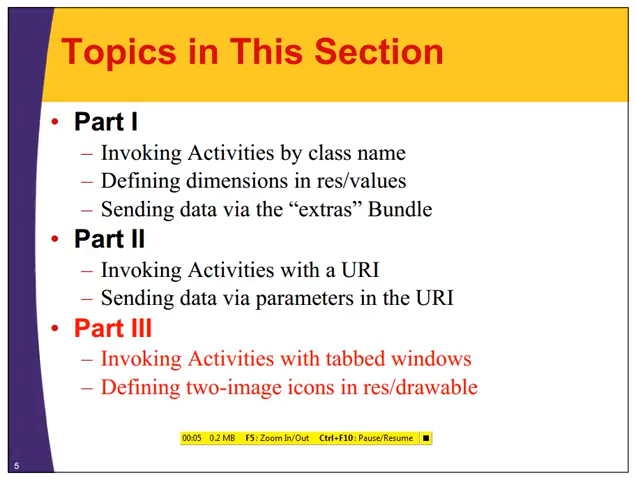 Topics in This Section
• Part I
– Invoking Activities by class name
– Defining dimensions in res/values
– Sending data via the “extras” Bundle
• Part II
– Invoking Activities with a URI
– Sending data via parameters in the URI
• Part III
– Invoking Activities with tabbed windows
– Defining two-image icons in res/drawable
00:05 0.2 MB F5: Zoom In/Out Ctrl+F10: Pause/Resume
5